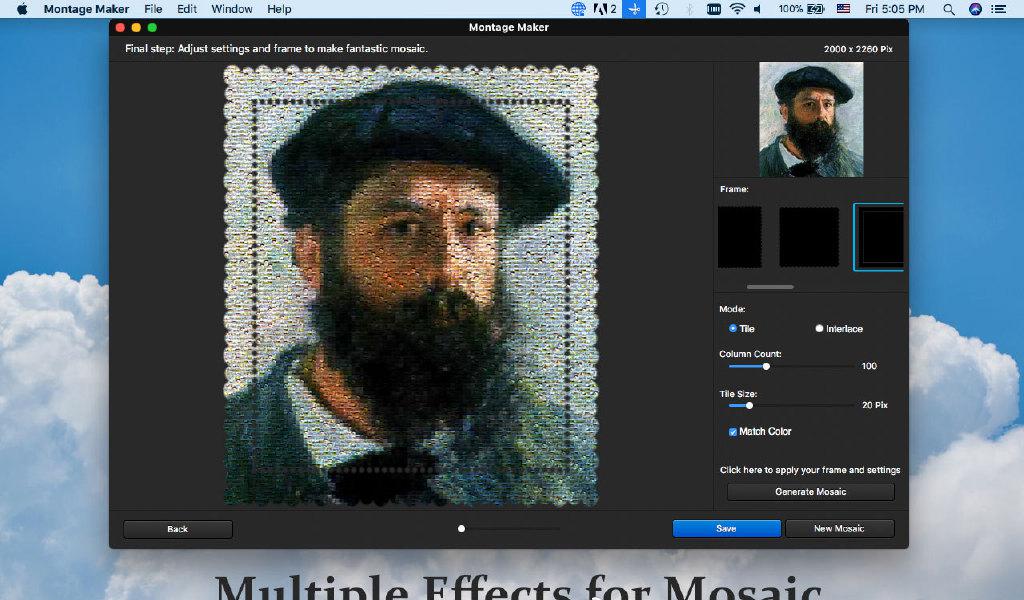 Montage Maker File Edit Window Help 2 100% Fri 5:05 PM
Montage Maker
Final step: Adjust settings and frame to make fantastic mosaic. 2000 x 2260 Pix
Frame:
Mode:
Tile Interlace
Column Count:
100
Tile Size:
20 Pix
Match Color
Click here to apply your frame and settings
Generate Mosaic
Back Save New Mosaic
Multiple Effects for Mosaic